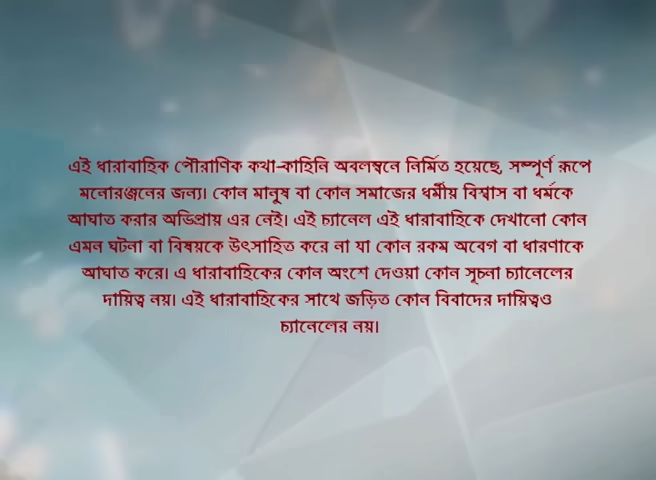 এই ধারাবাহিক পৌরাণিক কথা-কাহিনি অবলম্বনে নির্মিত হয়েছে, সম্পূর্ণ রূপে
মনোরঞ্জনের জন্য। কোন মানুষ বা কোন সমাজের ধর্মীয় বিশ্বাস বা ধর্মকে
আঘাত করার অভিপ্রায় এর নেই। এই চ্যানেল এই ধারাবাহিকে দেখানো কোন
এমন ঘটনা বা বিষয়কে উৎসাহিত করে না যা কোন রকম অবেগ বা ধারণাকে
আঘাত করে। এ ধারাবাহিকের কোন অংশে দেওয়া কোন সূচনা চ্যানেলের
দায়িত্ব নয়। এই ধারাবাহিকের সাথে জড়িত কোন বিবাদের দায়িত্বও
চ্যানেলের নয়।